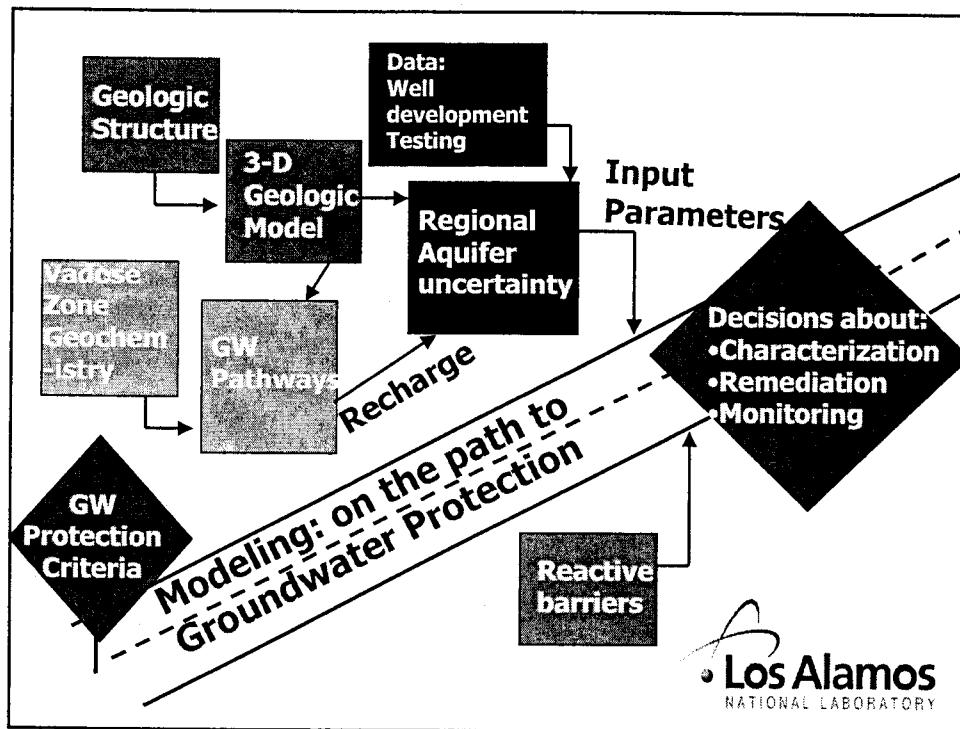 Geologic
Structure
Data:
Well
development
Testing
3-D
Geologic
Model
Input
Parameters
Regional
Aquifer
uncertainty
Vadose
Zone
Geochem
-istry
GW
Pathways
Recharge
Decisions about:
•Characterization
•Remediation
•Monitoring
GW
Protection
Criteria
Modeling: on the path to
Groundwater Protection
Reactive
barriers
Los Alamos
NATIONAL LABORATORY